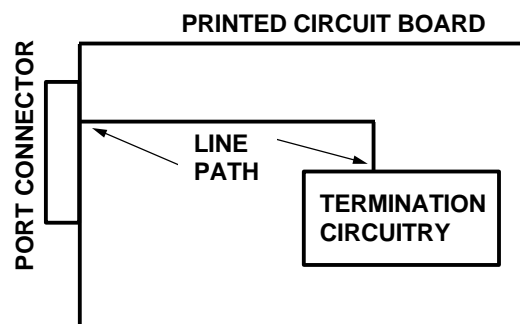 PRINTED CIRCUIT BOARD
PORT CONNECTOR
LINE
PATH
TERMINATION
CIRCUITRY